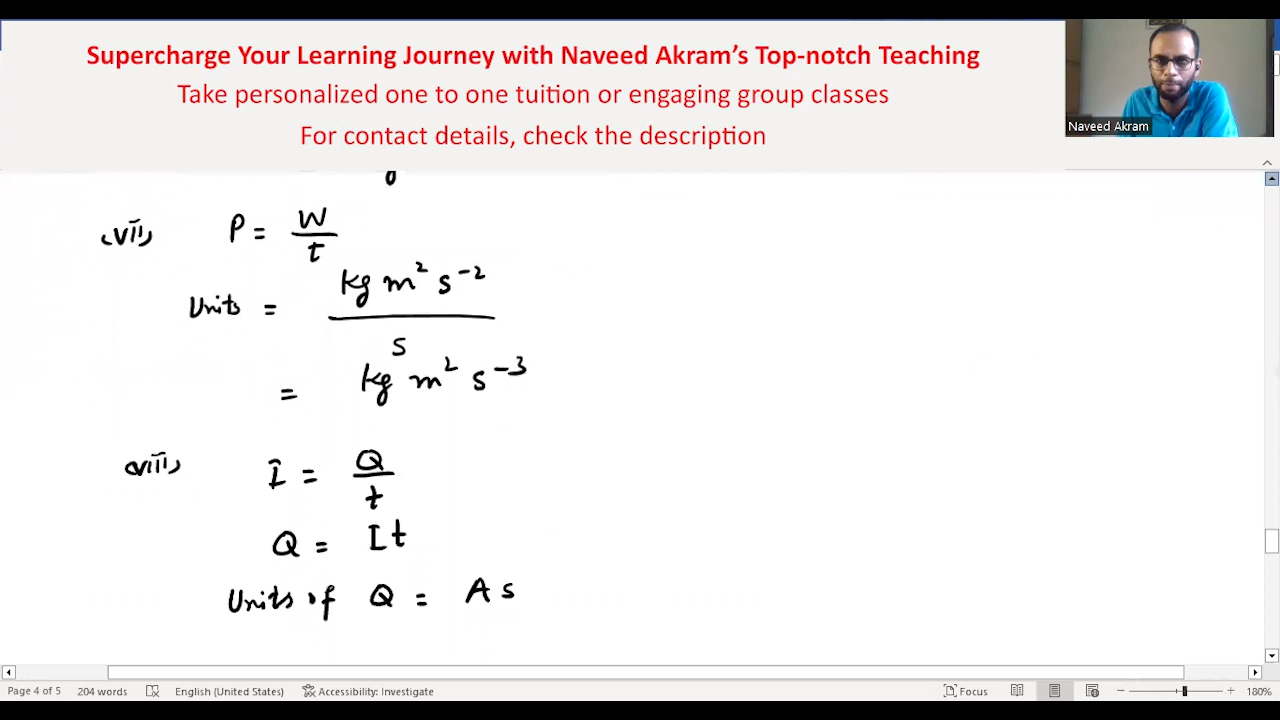 Supercharge Your Learning Journey with Naveed Akram’s Top-notch Teaching
Take personalized one to one tuition or engaging group classes
For contact details, check the description
Naveed Akram
(vii) P = W/t
Units = kg m² s⁻² / s
= kg m² s⁻³
(viii) I = Q/t
Q = It
Units of Q = A s
Page 4 of 5 204 words English (United States) Accessibility: Investigate Focus 180%